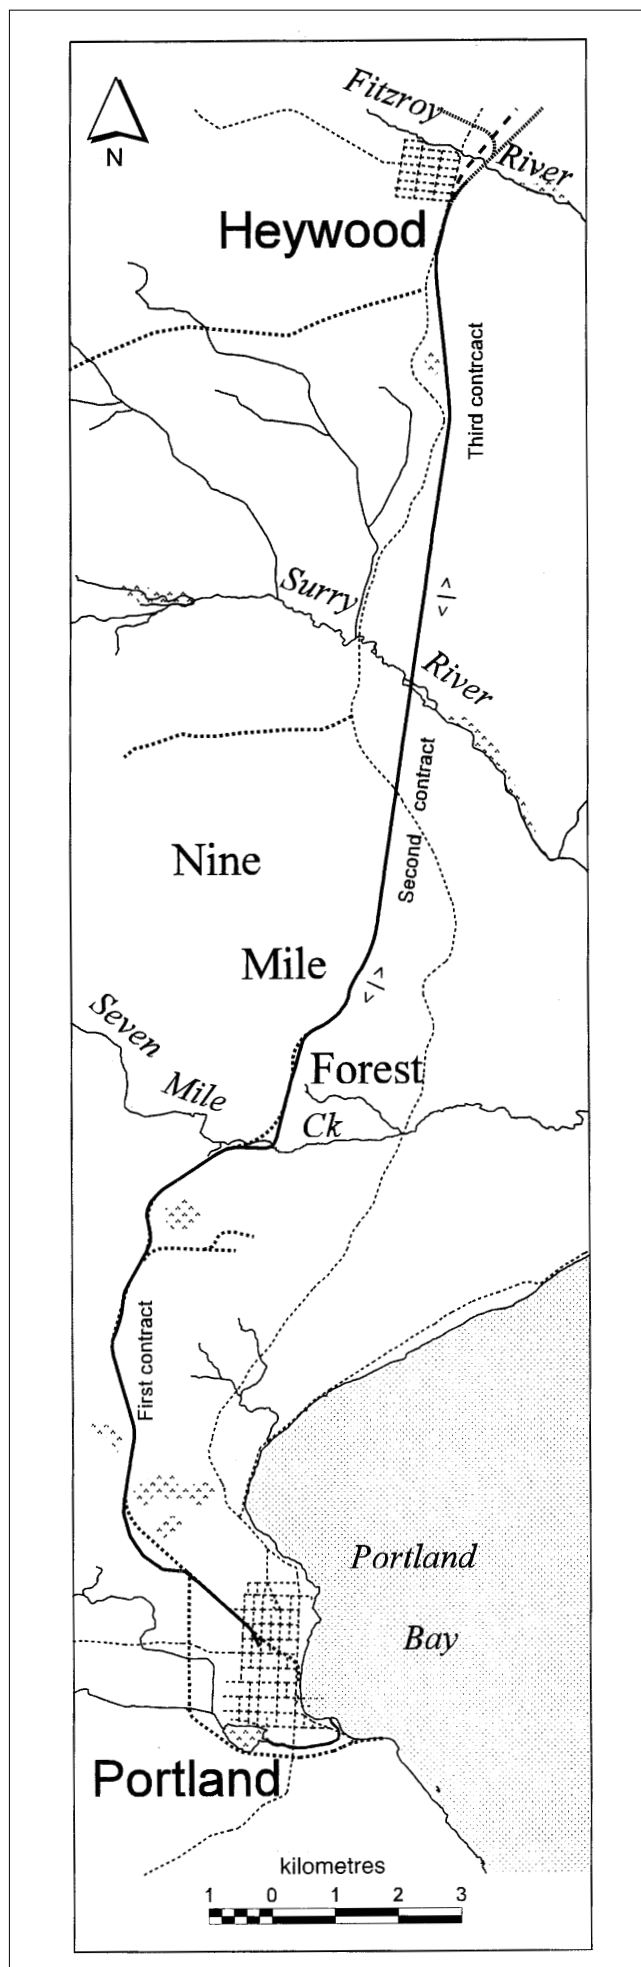 Fitzroy
River
N
Heywood
Third contrcact
Surry
River
Second contract
Nine
Mile
Seven
Mile
Forest
Ck
First contract
Portland
Bay
Portland
kilometres
1 0 1 2 3